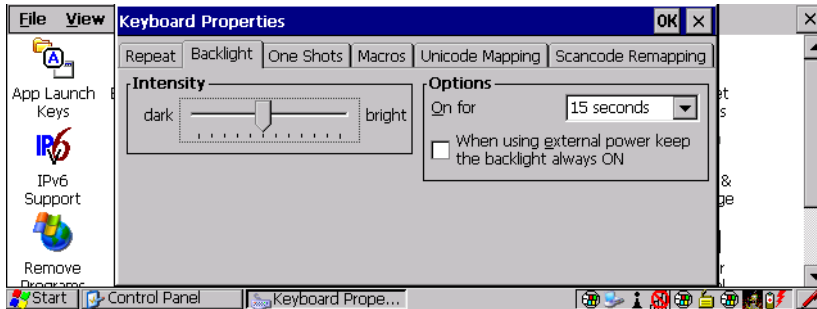 File View
Keyboard Properties
OK
Repeat Backlight One Shots Macros Unicode Mapping Scancode Remapping
Intensity
dark bright
Options
On for 15 seconds
When using external power keep
the backlight always ON
App Launch
Keys
IPv6
IPv6
Support
Remove
Programs
&
Start Control Panel Keyboard Prope...